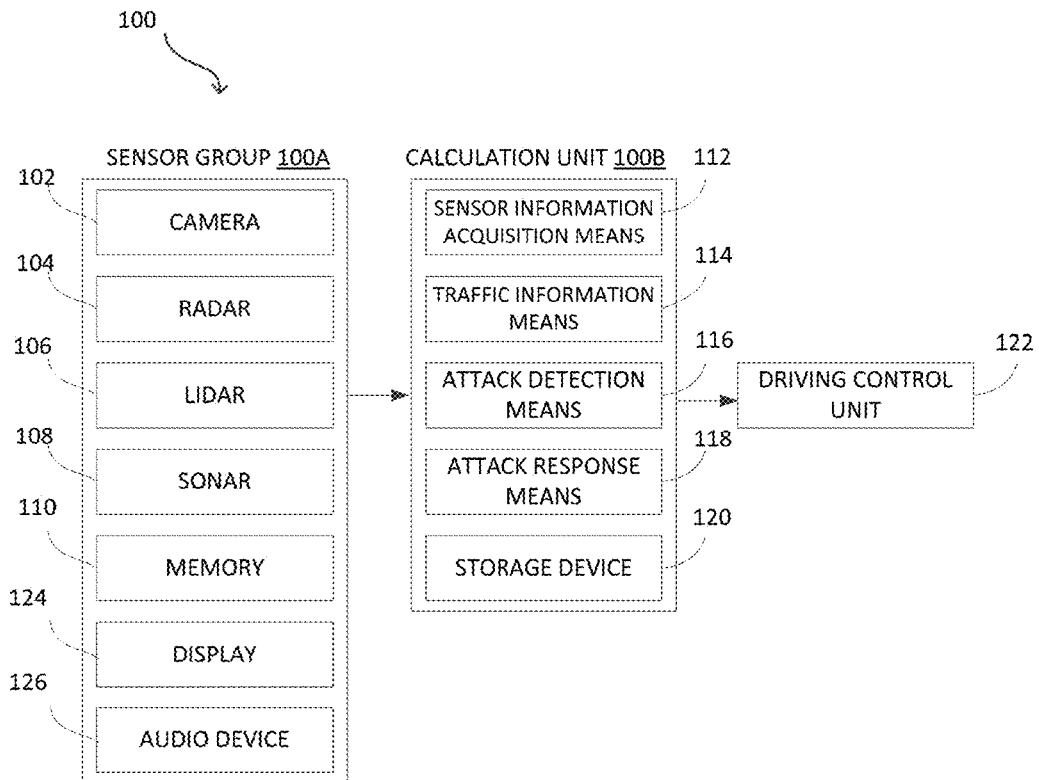 100
SENSOR GROUP 100A
102
CAMERA
104
RADAR
106
LIDAR
108
SONAR
110
MEMORY
124
DISPLAY
126
AUDIO DEVICE
CALCULATION UNIT 100B
112
SENSOR INFORMATION
ACQUISITION MEANS
114
TRAFFIC INFORMATION
MEANS
116
ATTACK DETECTION
MEANS
118
ATTACK RESPONSE
MEANS
120
STORAGE DEVICE
122
DRIVING CONTROL
UNIT